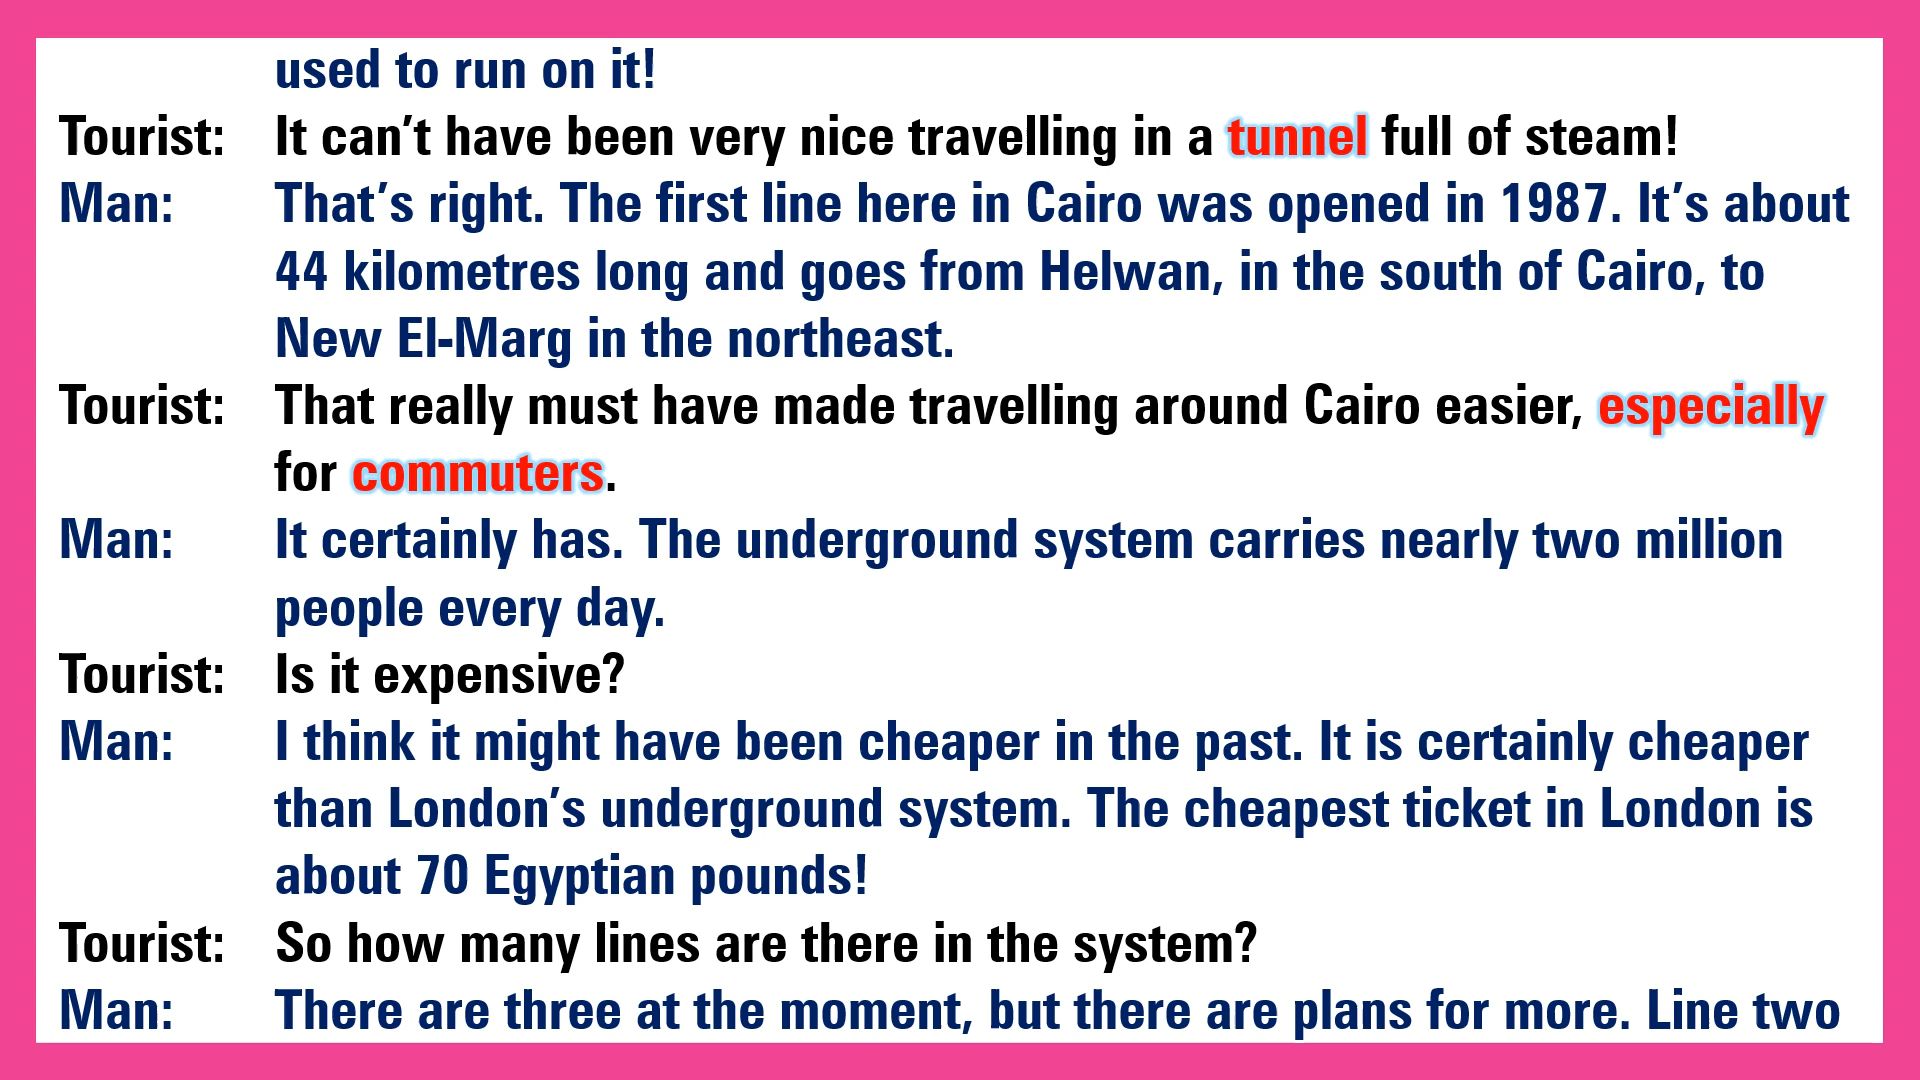 used to run on it!
Tourist: It can’t have been very nice travelling in a tunnel full of steam!
Man: That’s right. The first line here in Cairo was opened in 1987. It’s about
44 kilometres long and goes from Helwan, in the south of Cairo, to
New El-Marg in the northeast.
Tourist: That really must have made travelling around Cairo easier, especially
for commuters.
Man: It certainly has. The underground system carries nearly two million
people every day.
Tourist: Is it expensive?
Man: I think it might have been cheaper in the past. It is certainly cheaper
than London’s underground system. The cheapest ticket in London is
about 70 Egyptian pounds!
Tourist: So how many lines are there in the system?
Man: There are three at the moment, but there are plans for more. Line two